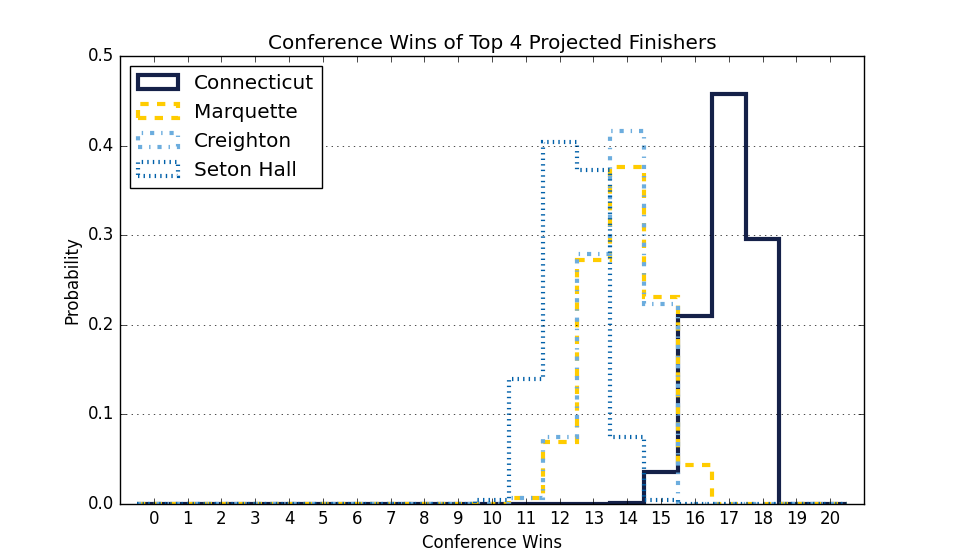 Conference Wins of Top 4 Projected Finishers
0.5
0.4
0.3
0.2
0.1
0.0
Probability
Connecticut
Marquette
Creighton
Seton Hall
0 1 2 3 4 5 6 7 8 9 10 11 12 13 14 15 16 17 18 19 20
Conference Wins